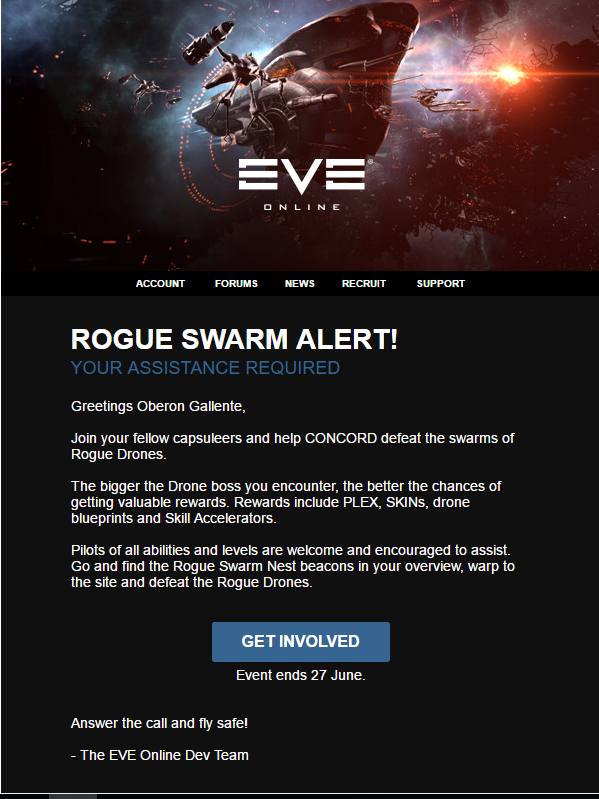 EVE®
ONLINE
ACCOUNT FORUMS NEWS RECRUIT SUPPORT
ROGUE SWARM ALERT!
YOUR ASSISTANCE REQUIRED
Greetings Oberon Gallente,
Join your fellow capsuleers and help CONCORD defeat the swarms of
Rogue Drones.
The bigger the Drone boss you encounter, the better the chances of
getting valuable rewards. Rewards include PLEX, SKINs, drone
blueprints and Skill Accelerators.
Pilots of all abilities and levels are welcome and encouraged to assist.
Go and find the Rogue Swarm Nest beacons in your overview, warp to
the site and defeat the Rogue Drones.
GET INVOLVED
Event ends 27 June.
Answer the call and fly safe!
- The EVE Online Dev Team